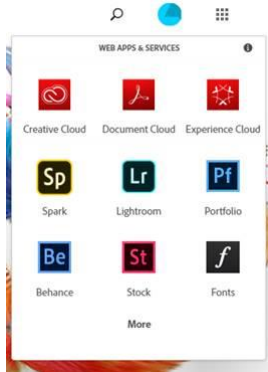 WEB APPS & SERVICES
Creative Cloud Document Cloud Experience Cloud
Sp Lr Pf
Spark Lightroom Portfolio
Be St f
Behance Stock Fonts
More